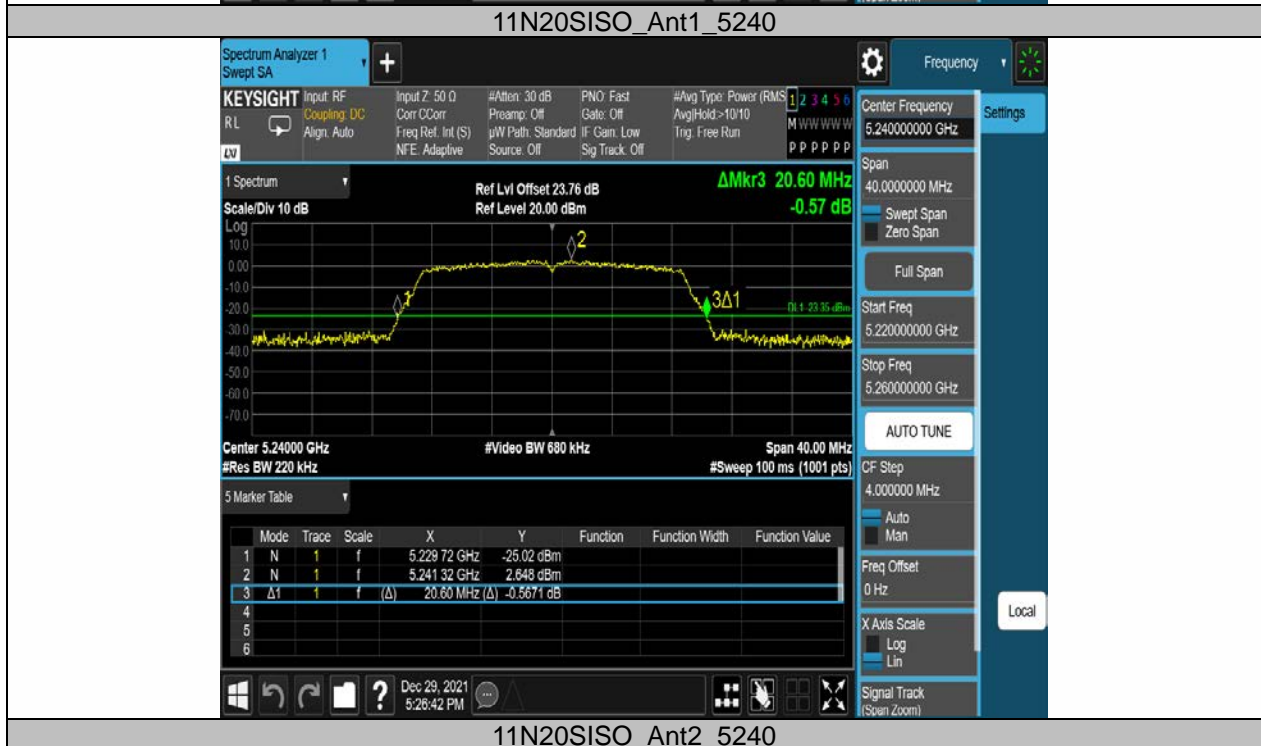 11N20SISO_Ant1_5240
Spectrum Analyzer 1
Swept SA
+
Frequency
KEYSIGHT
RL
LXI
Input: RF
Coupling: DC
Align: Auto
Input Z: 50 Ω
Corr CCorr
Freq Ref: Int (S)
NFE: Adaptive
#Atten: 30 dB
Preamp: Off
µW Path: Standard
Source: Off
PNO: Fast
Gate: Off
IF Gain: Low
Sig Track: Off
#Avg Type: Power (RMS
Avg|Hold:>10/10
Trig: Free Run
1 2 3 4 5 6
M W W W W W
P P P P P P
1 Spectrum
Scale/Div 10 dB
Ref Lvl Offset 23.76 dB
Ref Level 20.00 dBm
ΔMkr3 20.60 MHz
-0.57 dB
Log
10.0
0.00
-10.0
-20.0
-30.0
-40.0
-50.0
-60.0
-70.0
1
2
3Δ1
DL1 -23.35 dBm
Center 5.24000 GHz
#Res BW 220 kHz
#Video BW 680 kHz
Span 40.00 MHz
#Sweep 100 ms (1001 pts)
5 Marker Table
Mode Trace Scale X Y Function Function Width Function Value
1 N 1 f 5.229 72 GHz -25.02 dBm
2 N 1 f 5.241 32 GHz 2.648 dBm
3 Δ1 1 f (Δ) 20.60 MHz (Δ) -0.5671 dB
4
5
6
Dec 29, 2021
5:26:42 PM
Center Frequency
5.240000000 GHz
Settings
Span
40.0000000 MHz
Swept Span
Zero Span
Full Span
Start Freq
5.220000000 GHz
Stop Freq
5.260000000 GHz
AUTO TUNE
CF Step
4.000000 MHz
Auto
Man
Freq Offset
0 Hz
X Axis Scale
Log
Lin
Local
Signal Track
(Span Zoom)
11N20SISO_Ant2_5240